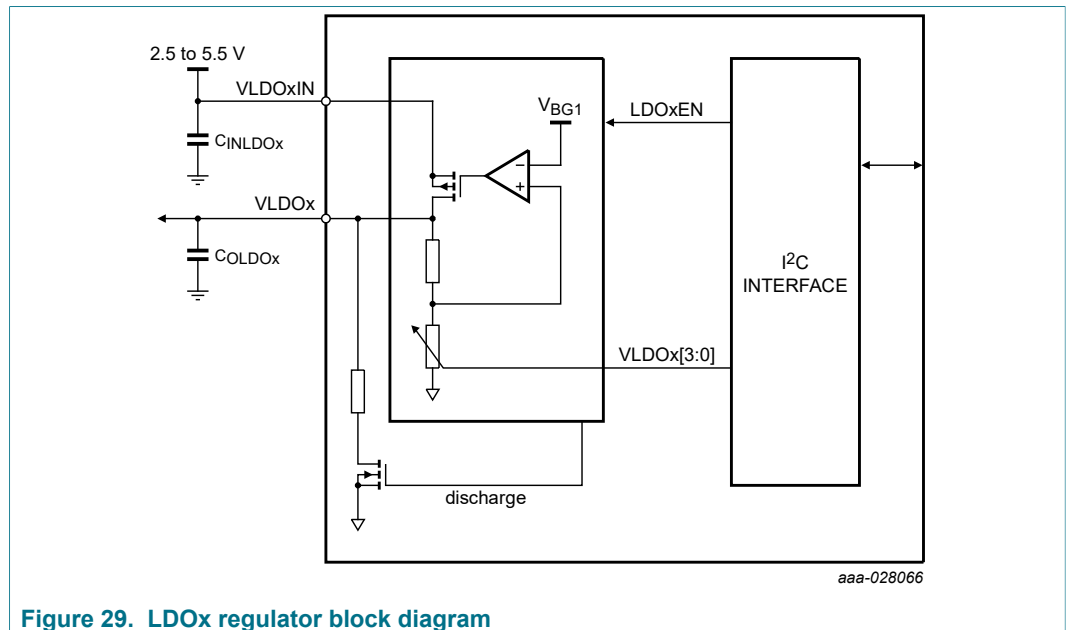 2.5 to 5.5 V
VLDOxIN
VBG1
LDOxEN
CINLDOx
−
+
VLDOx
COLDOx
I2C
INTERFACE
VLDOx[3:0]
discharge
aaa-028066
Figure 29. LDOx regulator block diagram